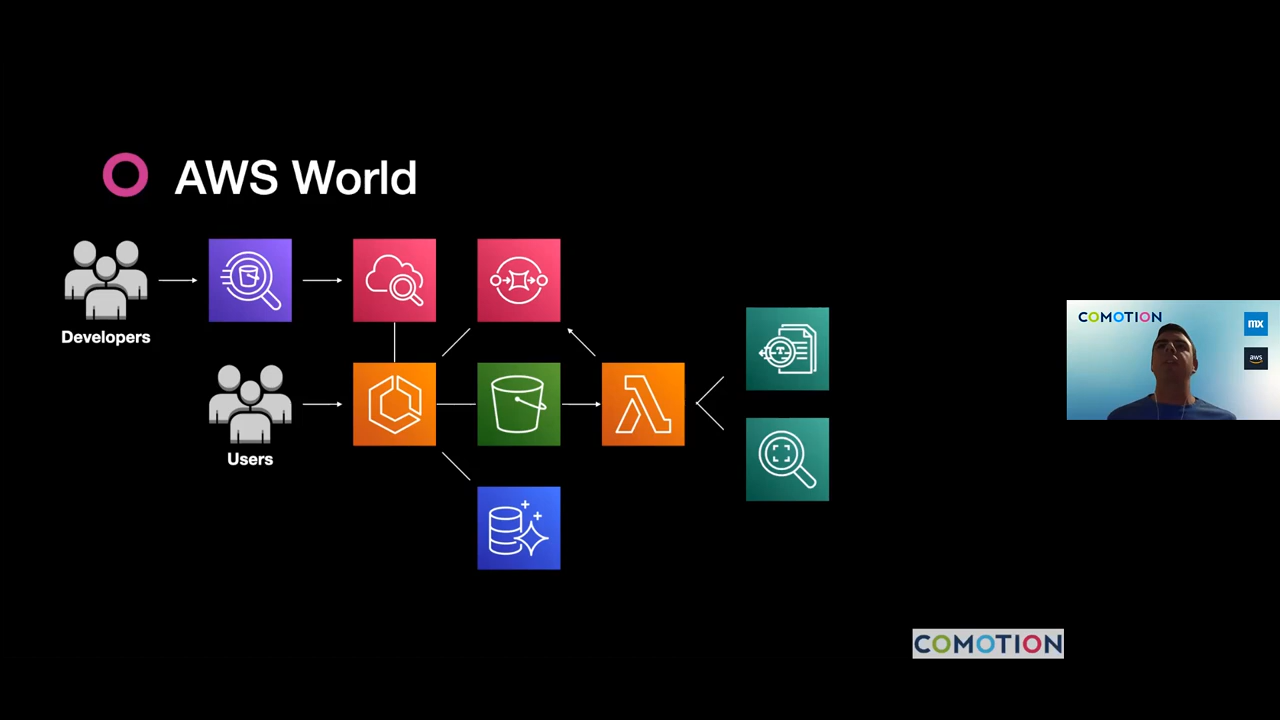 AWS World
Developers
Users
COMOTION
mx
aws
COMOTION